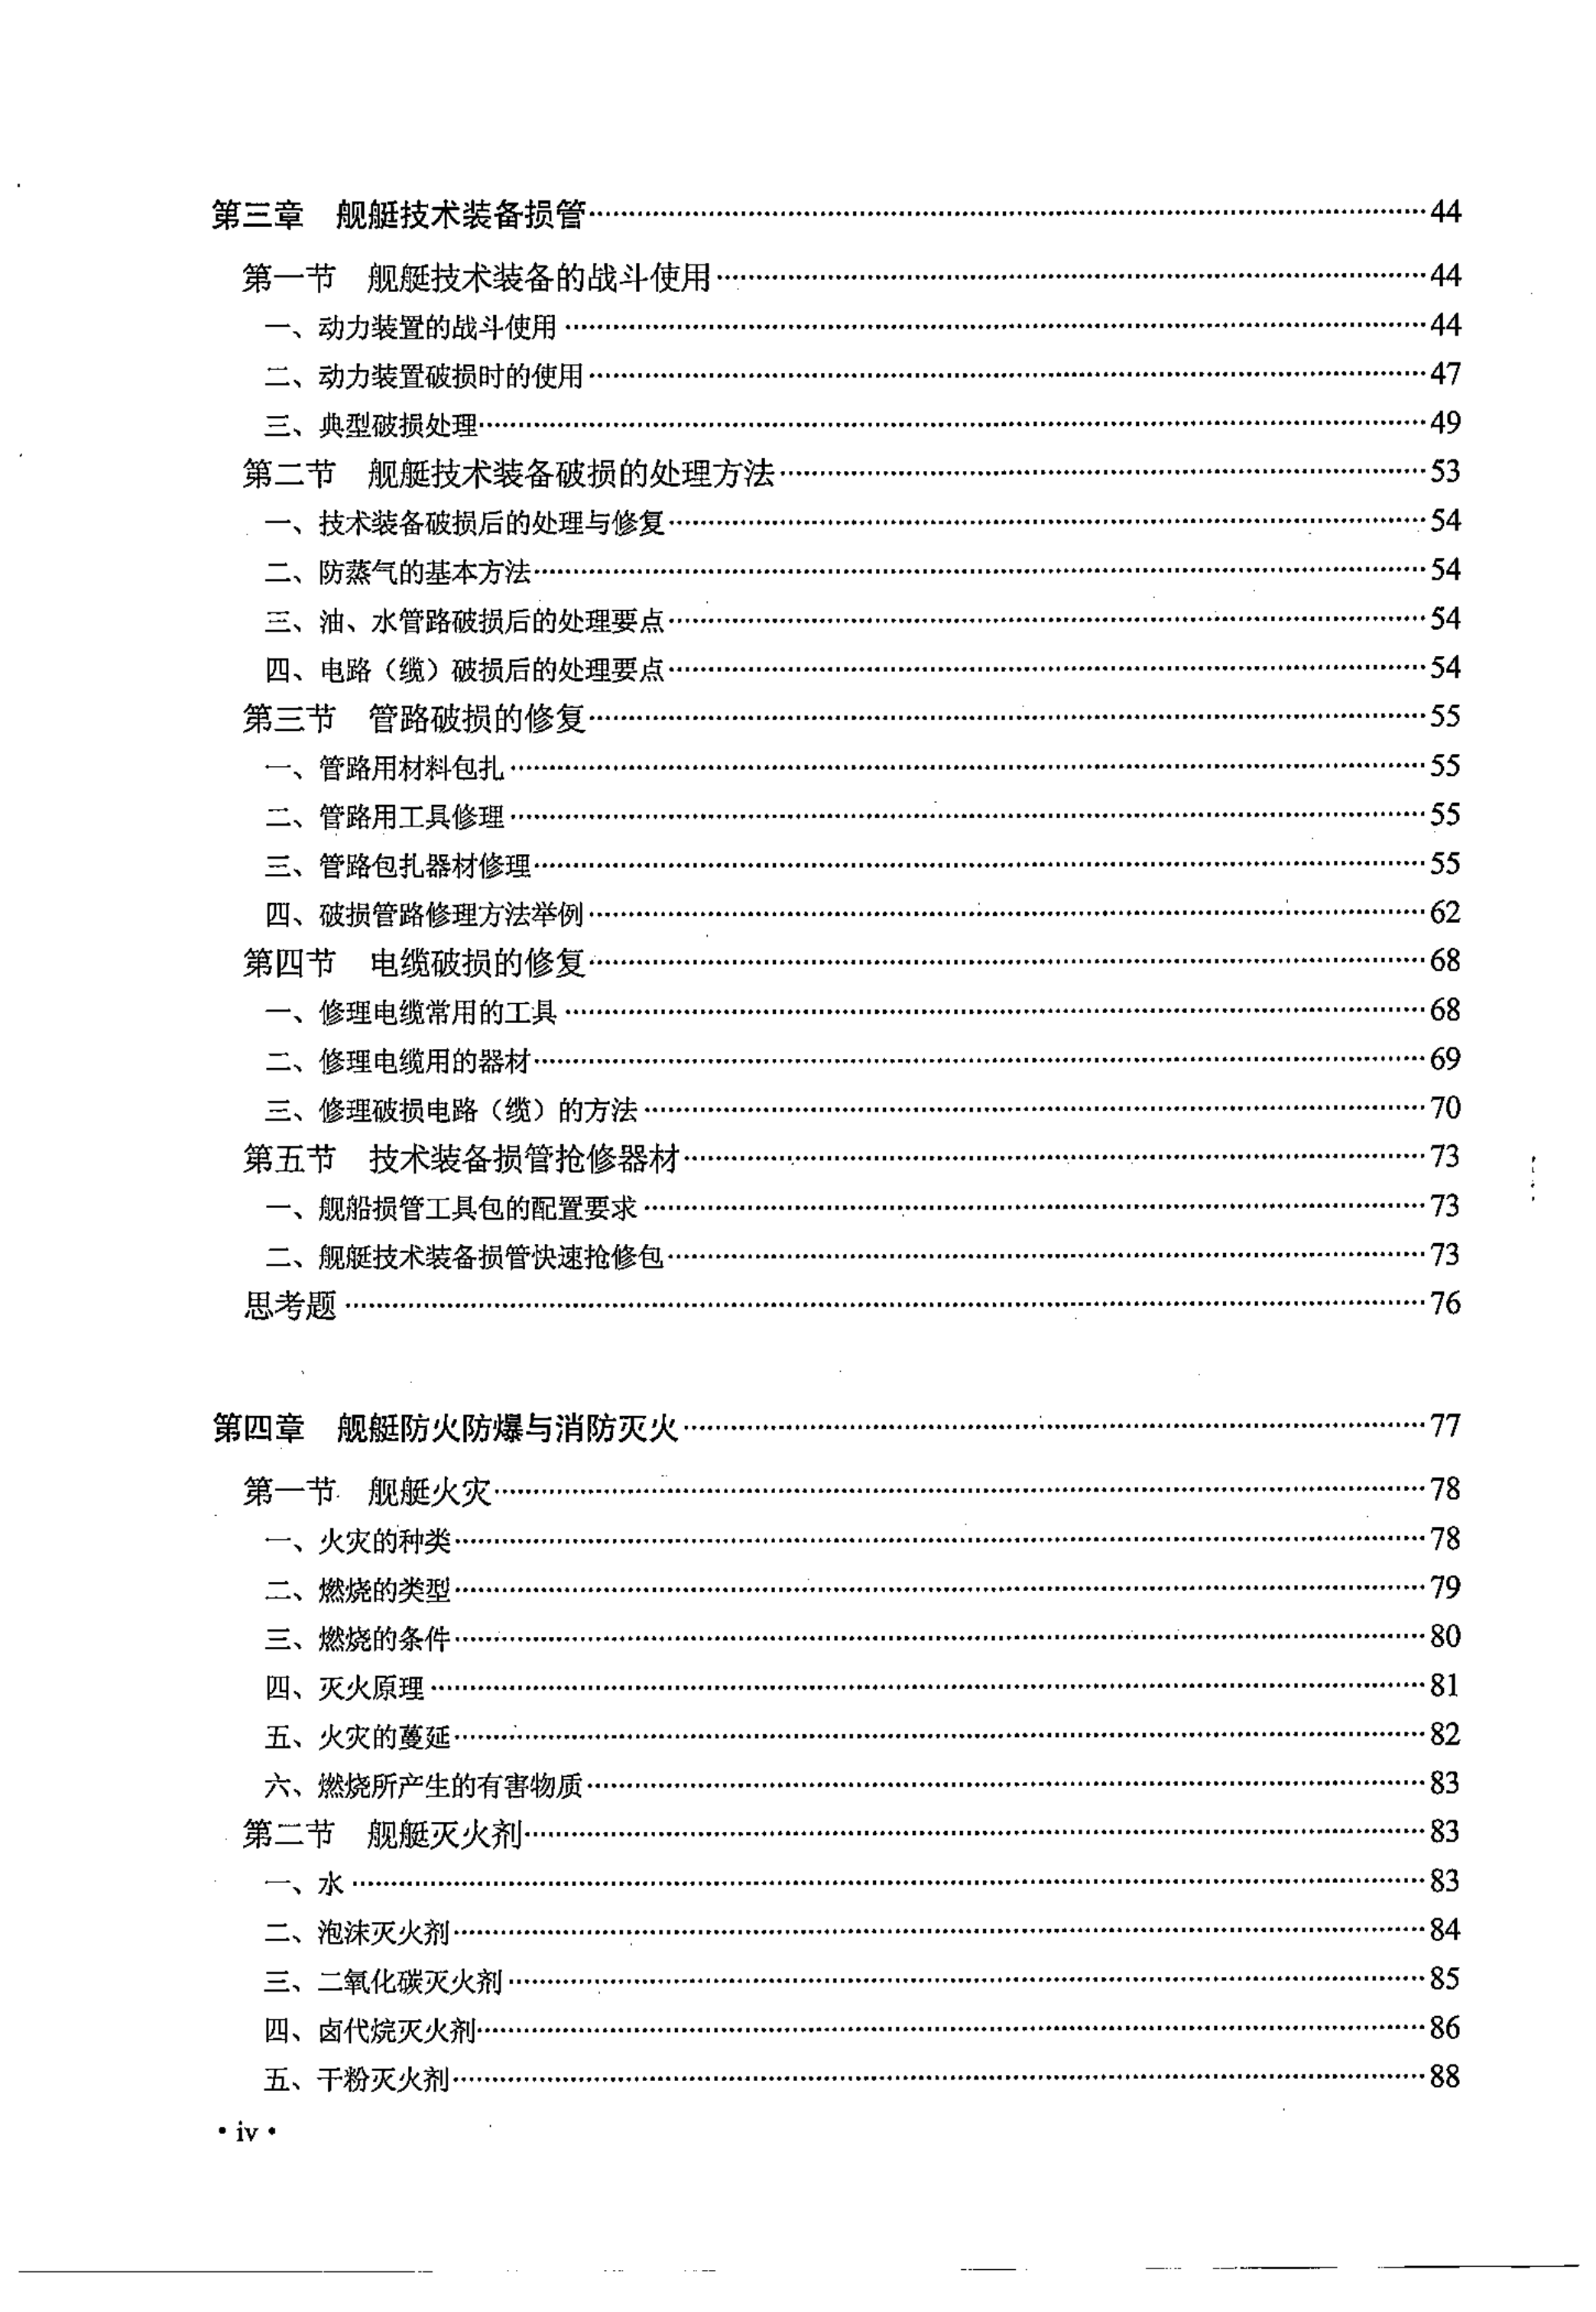 第三章　舰艇技术装备损管……44
第一节　舰艇技术装备的战斗使用……44
一、动力装置的战斗使用……44
二、动力装置破损时的使用……47
三、典型破损处理……49
第二节　舰艇技术装备破损的处理方法……53
一、技术装备破损后的处理与修复……54
二、防蒸气的基本方法……54
三、油、水管路破损后的处理要点……54
四、电路（缆）破损后的处理要点……54
第三节　管路破损的修复……55
一、管路用材料包扎……55
二、管路用工具修理……55
三、管路包扎器材修理……55
四、破损管路修理方法举例……62
第四节　电缆破损的修复……68
一、修理电缆常用的工具……68
二、修理电缆用的器材……69
三、修理破损电路（缆）的方法……70
第五节　技术装备损管抢修器材……73
一、舰船损管工具包的配置要求……73
二、舰艇技术装备损管快速抢修包……73
思考题……76
第四章　舰艇防火防爆与消防灭火……77
第一节　舰艇火灾……78
一、火灾的种类……78
二、燃烧的类型……79
三、燃烧的条件……80
四、灭火原理……81
五、火灾的蔓延……82
六、燃烧所产生的有害物质……83
第二节　舰艇灭火剂……83
一、水……83
二、泡沫灭火剂……84
三、二氧化碳灭火剂……85
四、卤代烷灭火剂……86
五、干粉灭火剂……88
·iv·